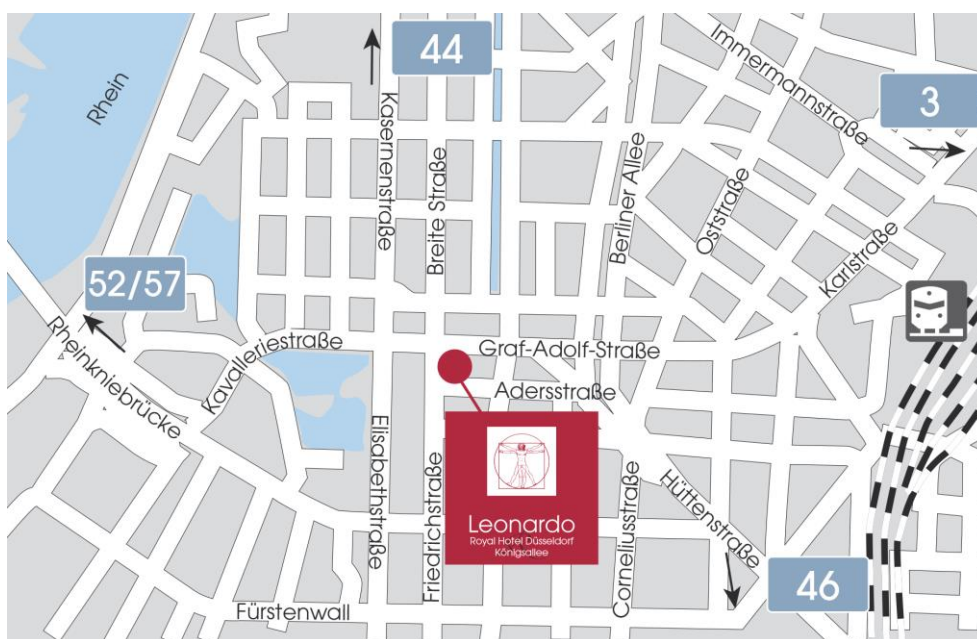 44
Immermannstraße
3
Rhein
Kasernenstraße
Breite Straße
Berliner Allee
Oststraße
Karlstraße
52/57
Rheinkniebrücke
Kavalleriestraße
Graf-Adolf-Straße
Adersstraße
Elisabethstraße
Friedrichstraße
Leonardo
Royal Hotel Düsseldorf
Königsallee
Corneliusstraße
Hüttenstraße
46
Fürstenwall